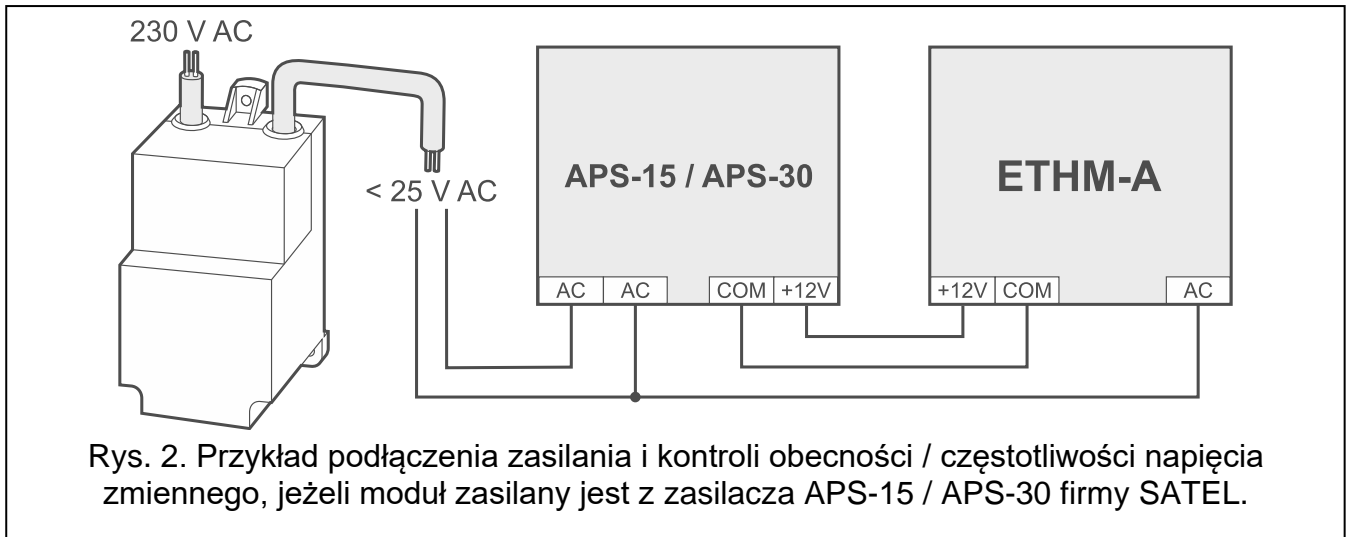 230 V AC
< 25 V AC
APS-15 / APS-30
AC AC COM +12V
ETHM-A
+12V COM AC
Rys. 2. Przykład podłączenia zasilania i kontroli obecności / częstotliwości napięcia
zmiennego, jeżeli moduł zasilany jest z zasilacza APS-15 / APS-30 firmy SATEL.